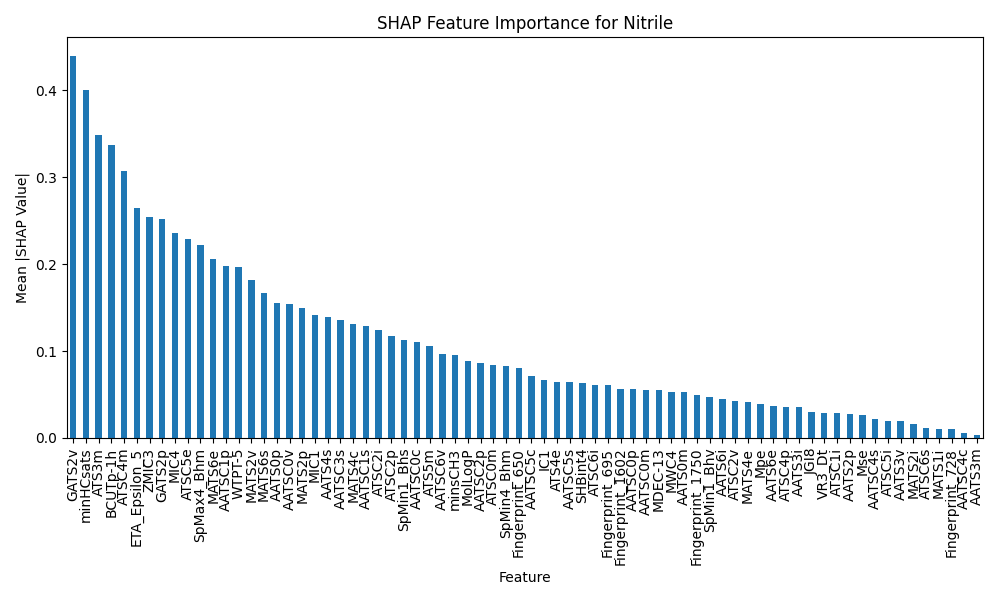 SHAP Feature Importance for Nitrile
Mean |SHAP Value|
0.4
0.3
0.2
0.1
0.0
GATS2v
minHCsats
ATS3m
BCUTp-1h
ATSC4m
ETA_Epsilon_5
ZMIC3
GATS2p
MIC4
ATSC5e
SpMax4_Bhm
MATS6e
AATSC1p
WTPT-5
MATS2v
MATS6s
AATS0p
AATSC0v
MATS2p
MIC1
AATS4s
AATSC3s
MATS4c
AATSC1s
ATSC2i
ATSC2p
SpMin1_Bhs
AATSC0c
ATS5m
AATSC6v
minsCH3
MolLogP
AATSC2p
ATSC0m
SpMin4_Bhm
Fingerprint_656
AATSC5c
IC1
ATS4e
AATSC5s
SHBint4
ATSC6i
Fingerprint_695
Fingerprint_1602
AATSC0p
AATSC0m
MDEC-13
MWC4
AATS0m
Fingerprint_1750
SpMin1_Bhv
AATS6i
ATSC2v
MATS4e
Mpe
AATS6e
ATSC4p
AATS3i
JGI8
VR3_Dt
ATSC1i
AATS2p
Mse
AATSC4s
ATSC5i
AATS3v
MATS2i
ATSC6s
MATS1i
Fingerprint_728
AATSC4c
AATS3m
Feature